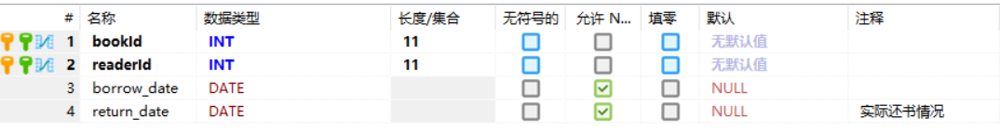 # 名称 数据类型 长度/集合 无符号的 允许 N... 填零 默认 注释
1 bookId INT 11 无默认值
2 readerId INT 11 无默认值
3 borrow_date DATE NULL
4 return_date DATE NULL 实际还书情况